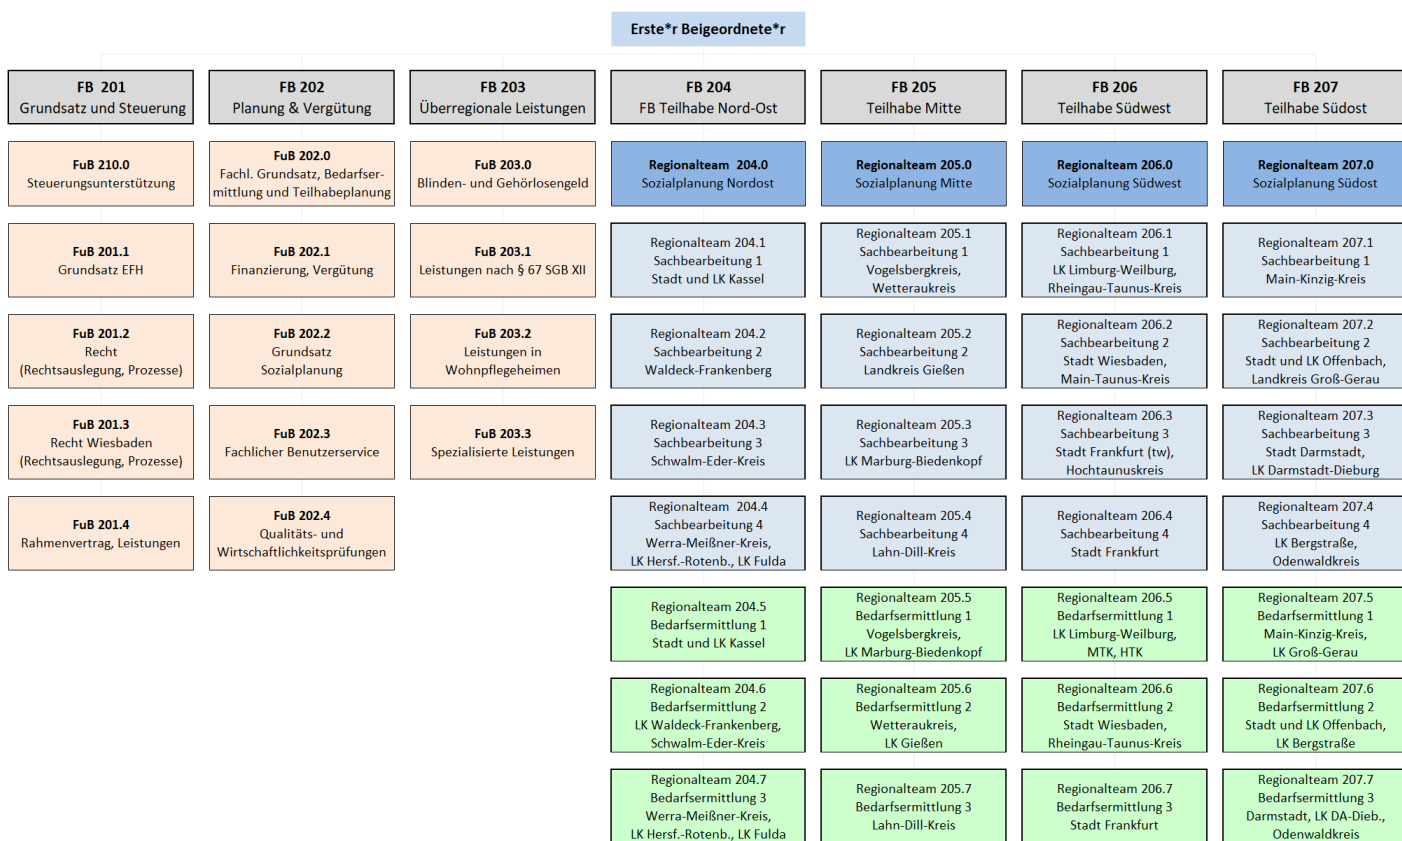 Erste*r Beigeordnete*r
FB  201
Grundsatz und Steuerung
FB 202
Planung & Vergütung
FB 203
Überregionale Leistungen
FB 204
FB Teilhabe Nord-Ost
FB 205
Teilhabe Mitte
FB 206
Teilhabe Südwest
FB 207
Teilhabe Südost
FuB 210.0
Steuerungsunterstützung
FuB 202.0
Fachl. Grundsatz, Bedarfser-
mittlung und Teilhabeplanung
FuB 203.0
Blinden- und Gehörlosengeld
Regionalteam  204.0
Sozialplanung Nordost
Regionalteam 205.0
Sozialplanung Mitte
Regionalteam 206.0
Sozialplanung Südwest
Regionalteam 207.0
Sozialplanung Südost
FuB 201.1
Grundsatz EFH
FuB 202.1
Finanzierung, Vergütung
FuB 203.1
Leistungen nach § 67 SGB XII
Regionalteam 204.1
Sachbearbeitung 1
Stadt und LK Kassel
Regionalteam 205.1
Sachbearbeitung 1
Vogelsbergkreis,
Wetteraukreis
Regionalteam 206.1
Sachbearbeitung 1
LK Limburg-Weilburg,
Rheingau-Taunus-Kreis
Regionalteam 207.1
Sachbearbeitung 1
Main-Kinzig-Kreis
FuB 201.2
Recht
(Rechtsauslegung, Prozesse)
FuB 202.2
Grundsatz
Sozialplanung
FuB 203.2
Leistungen in
Wohnpflegeheimen
Regionalteam 204.2
Sachbearbeitung 2
Waldeck-Frankenberg
Regionalteam 205.2
Sachbearbeitung 2
Landkreis Gießen
Regionalteam 206.2
Sachbearbeitung 2
Stadt Wiesbaden,
Main-Taunus-Kreis
Regionalteam 207.2
Sachbearbeitung 2
Stadt und LK Offenbach,
Landkreis Groß-Gerau
FuB 201.3
Recht Wiesbaden
(Rechtsauslegung, Prozesse)
FuB 202.3
Fachlicher Benutzerservice
FuB 203.3
Spezialisierte Leistungen
Regionalteam 204.3
Sachbearbeitung 3
Schwalm-Eder-Kreis
Regionalteam 205.3
Sachbearbeitung 3
LK Marburg-Biedenkopf
Regionalteam 206.3
Sachbearbeitung 3
Stadt Frankfurt (tw),
Hochtaunuskreis
Regionalteam 207.3
Sachbearbeitung 3
Stadt Darmstadt,
LK Darmstadt-Dieburg
FuB 201.4
Rahmenvertrag, Leistungen
FuB 202.4
Qualitäts- und
Wirtschaftlichkeitsprüfungen
Regionalteam  204.4
Sachbearbeitung 4
Werra-Meißner-Kreis,
LK Hersf.-Rotenb., LK Fulda
Regionalteam 205.4
Sachbearbeitung 4
Lahn-Dill-Kreis
Regionalteam 206.4
Sachbearbeitung 4
Stadt Frankfurt
Regionalteam 207.4
Sachbearbeitung 4
LK Bergstraße,
Odenwaldkreis
Regionalteam 204.5
Bedarfsermittlung 1
Stadt und LK Kassel
Regionalteam 205.5
Bedarfsermittlung 1
Vogelsbergkreis,
LK Marburg-Biedenkopf
Regionalteam 206.5
Bedarfsermittlung 1
LK Limburg-Weilburg,
MTK, HTK
Regionalteam 207.5
Bedarfsermittlung 1
Main-Kinzig-Kreis,
LK Groß-Gerau
Regionalteam 204.6
Bedarfsermittlung 2
LK Waldeck-Frankenberg,
Schwalm-Eder-Kreis
Regionalteam 205.6
Bedarfsermittlung 2
Wetteraukreis,
LK Gießen
Regionalteam 206.6
Bedarfsermittlung 2
Stadt Wiesbaden,
Rheingau-Taunus-Kreis
Regionalteam 207.6
Bedarfsermittlung 2
Stadt und LK Offenbach,
LK Bergstraße
Regionalteam 204.7
Bedarfsermittlung 3
Werra-Meißner-Kreis,
LK Hersf.-Rotenb., LK Fulda
Regionalteam 205.7
Bedarfsermittlung 3
Lahn-Dill-Kreis
Regionalteam 206.7
Bedarfsermittlung 3
Stadt Frankfurt
Regionalteam 207.7
Bedarfsermittlung 3
Darmstadt, LK DA-Dieb.,
Odenwaldkreis